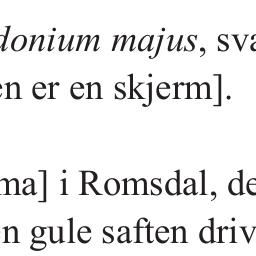 donium majus, sva
en er en skjerm].
ma] i Romsdal, de
n gule saften driv